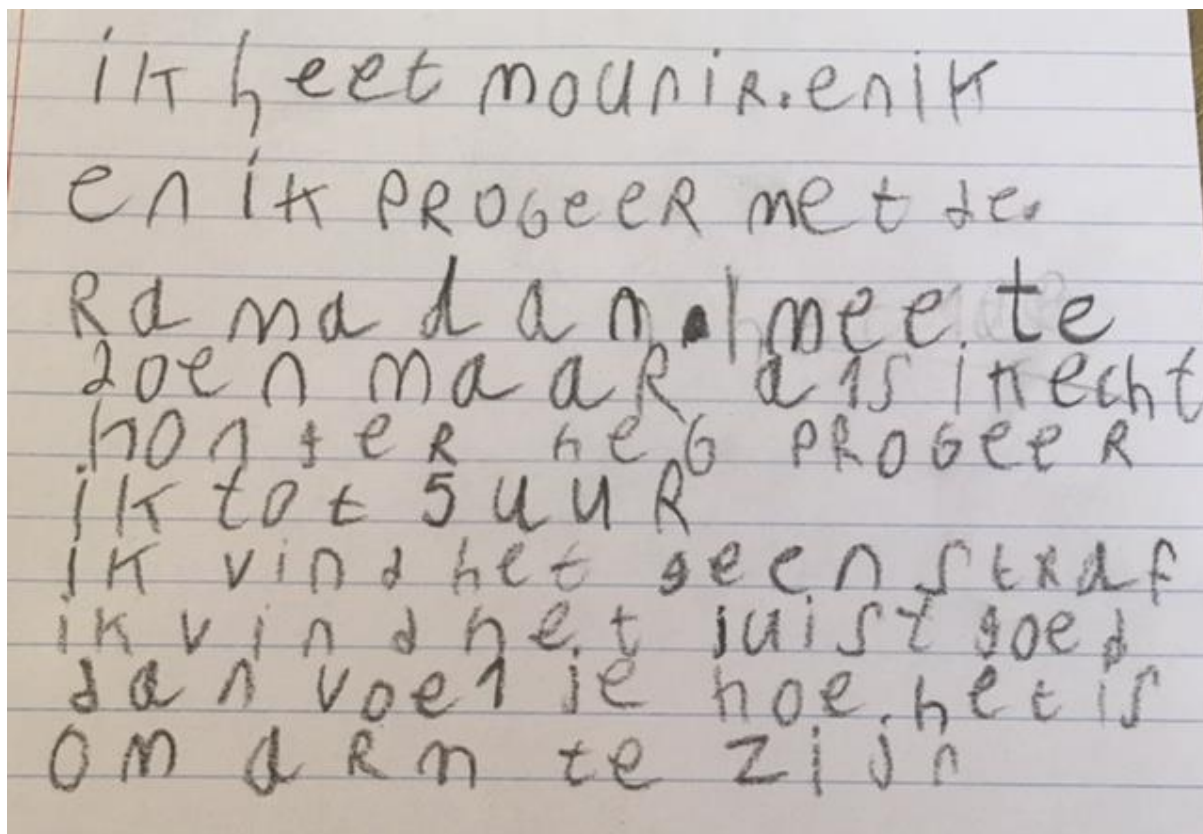 ik heet mounir. en ik
en ik progeer met de.
Ramadan. mee te
doen maar als ik echt
honger heb progeer
ik tot 5 uur
ik vind het geen straf
ik vind het juist goed
dan voel je hoe het is
om arm te zijn